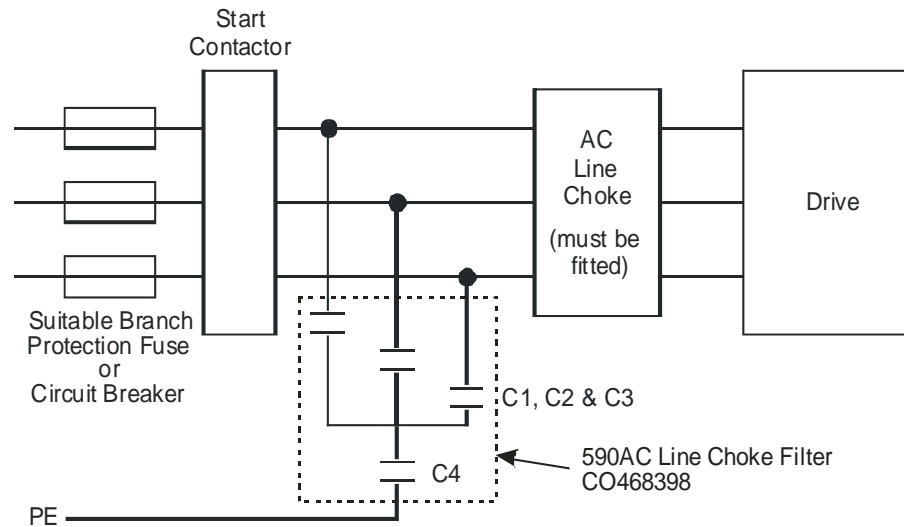 Start
Contactor
AC
Line
Choke
(must be
fitted)
Drive
Suitable Branch
Protection Fuse
or
Circuit Breaker
C1, C2 & C3
C4
590AC Line Choke Filter
CO468398
PE